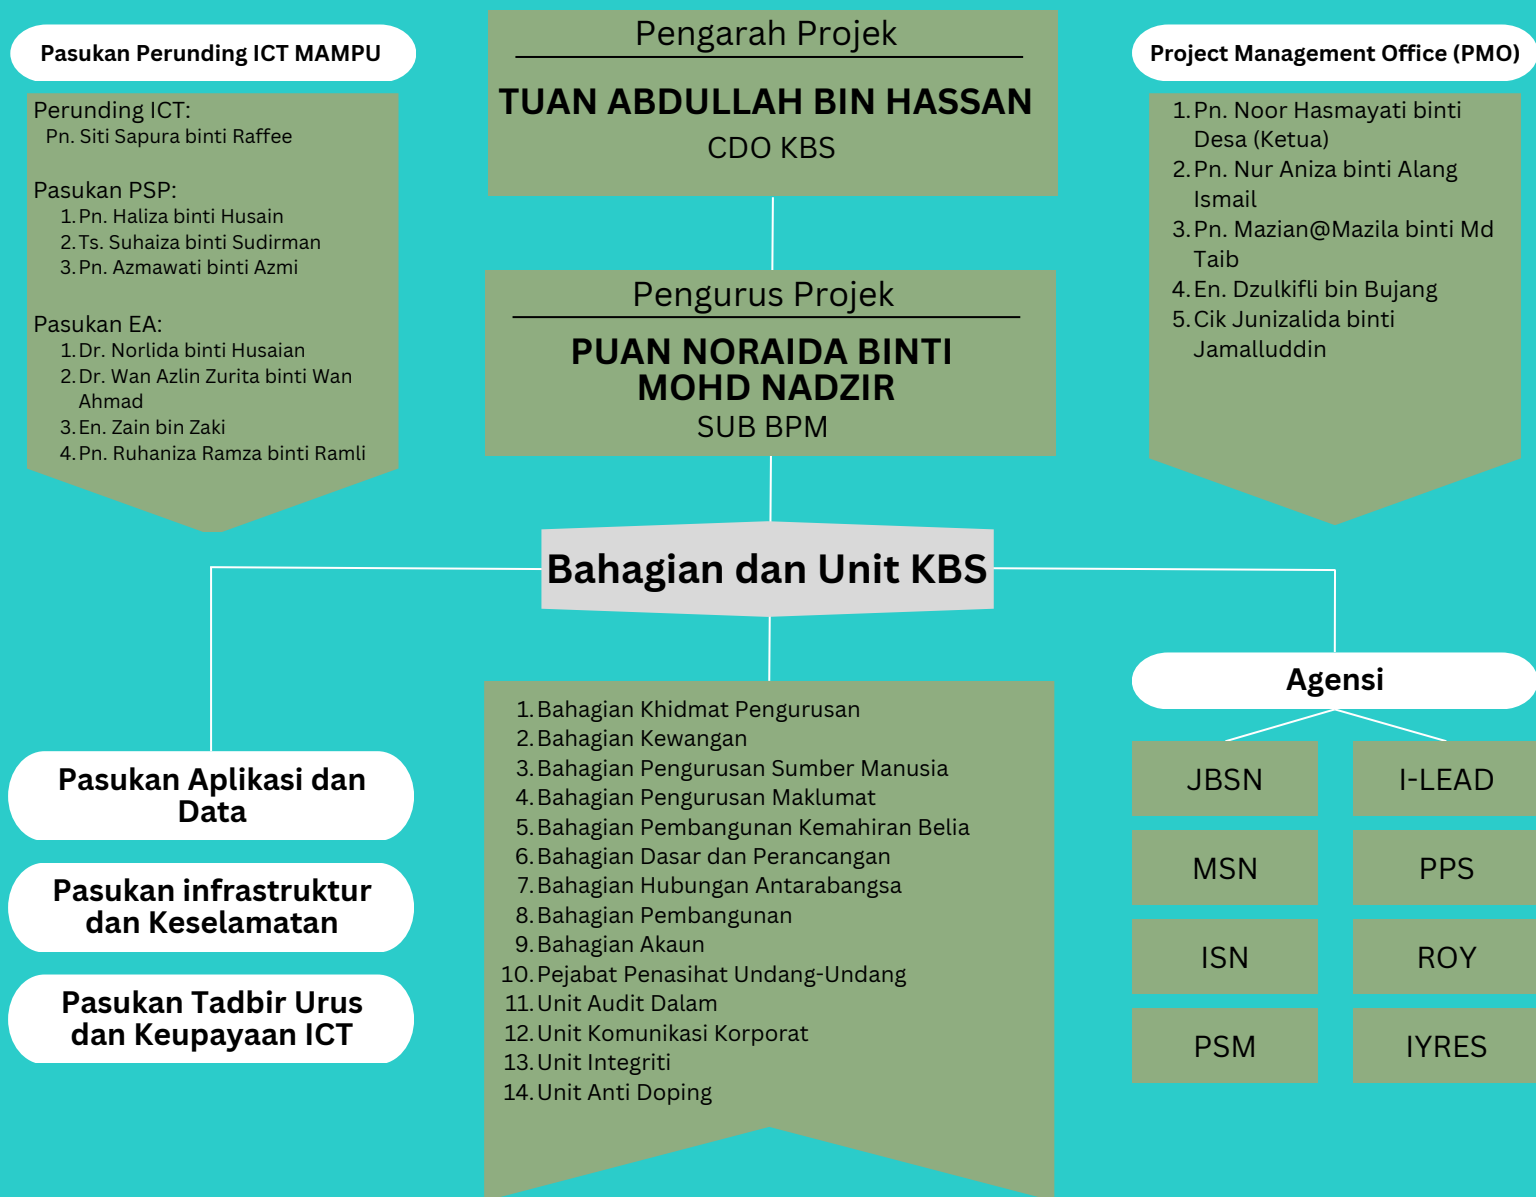 Pasukan Perunding ICT MAMPU
Perunding ICT:
Pn. Siti Sapura binti Raffee
Pasukan PSP:
1. Pn. Haliza binti Husain
2. Ts. Suhaiza binti Sudirman
3. Pn. Azmawati binti Azmi
Pasukan EA:
1. Dr. Norlida binti Husaian
2. Dr. Wan Azlin Zurita binti Wan
Ahmad
3. En. Zain bin Zaki
4. Pn. Ruhaniza Ramza binti Ramli
Pengarah Projek
TUAN ABDULLAH BIN HASSAN
CDO KBS
Pengurus Projek
PUAN NORAIDA BINTI
MOHD NADZIR
SUB BPM
Project Management Office (PMO)
1. Pn. Noor Hasmayati binti
Desa (Ketua)
2. Pn. Nur Aniza binti Alang
Ismail
3. Pn. Mazian@Mazila binti Md
Taib
4. En. Dzulkifli bin Bujang
5. Cik Junizalida binti
Jamalluddin
Bahagian dan Unit KBS
Pasukan Aplikasi dan
Data
Pasukan infrastruktur
dan Keselamatan
Pasukan Tadbir Urus
dan Keupayaan ICT
1. Bahagian Khidmat Pengurusan
2. Bahagian Kewangan
3. Bahagian Pengurusan Sumber Manusia
4. Bahagian Pengurusan Maklumat
5. Bahagian Pembangunan Kemahiran Belia
6. Bahagian Dasar dan Perancangan
7. Bahagian Hubungan Antarabangsa
8. Bahagian Pembangunan
9. Bahagian Akaun
10. Pejabat Penasihat Undang-Undang
11. Unit Audit Dalam
12. Unit Komunikasi Korporat
13. Unit Integriti
14. Unit Anti Doping
Agensi
JBSN
I-LEAD
MSN
PPS
ISN
ROY
PSM
IYRES